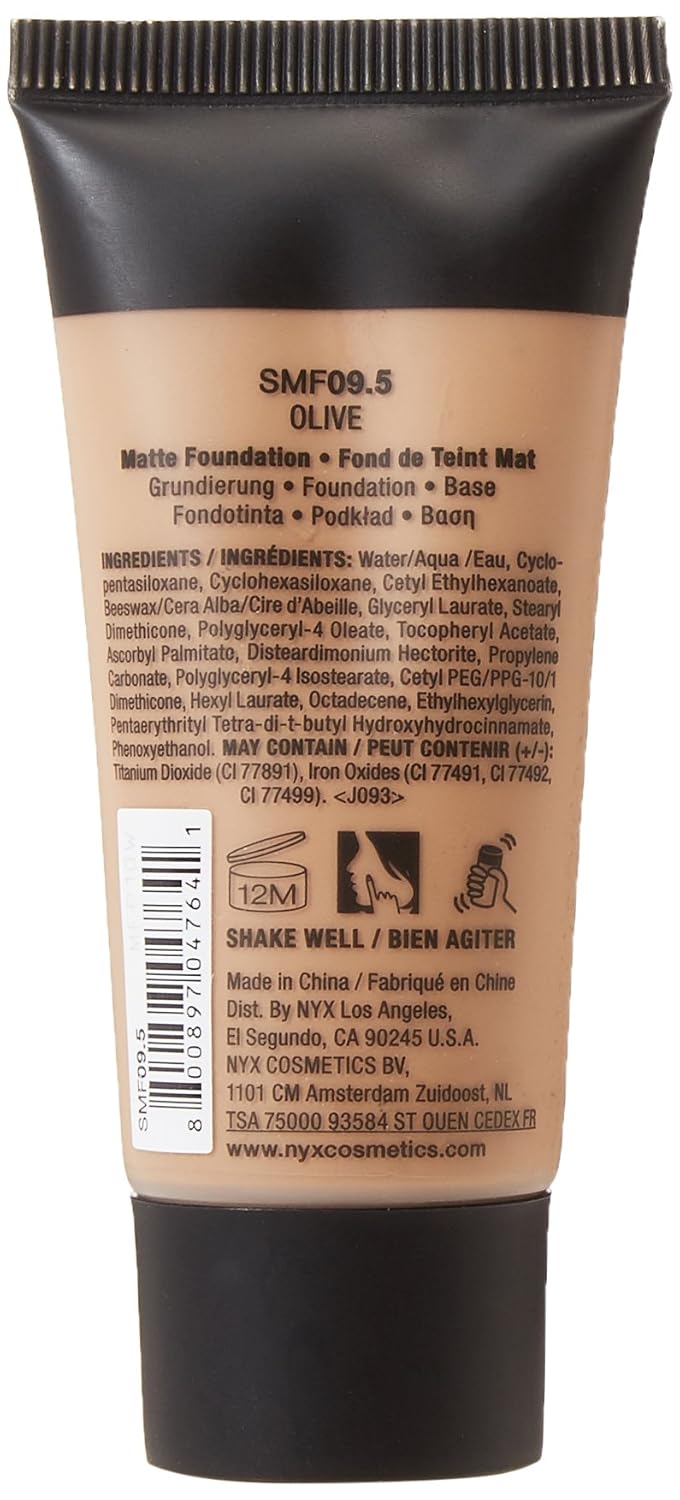 SMF09.5
OLIVE
Matte Foundation • Fond de Teint Mat
Grundierung • Foundation • Base
Fondotinta • Podkład • Βαση
INGREDIENTS / INGRÉDIENTS: Water/Aqua /Eau, Cyclo-
pentasiloxane, Cyclohexasiloxane, Cetyl Ethylhexanoate,
Beeswax/Cera Alba/Cire d'Abeille, Glyceryl Laurate, Stearyl
Dimethicone, Polyglyceryl-4 Oleate, Tocopheryl Acetate,
Ascorbyl Palmitato, Disteardimonium Hectorite, Propylene
Carbonate, Polyglyceryl-4 Isostearate, Cetyl PEG/PPG-10/1
Dimethicone, Hexyl Laurate, Octadecene, Ethylhexylglycerin,
Pentaerythrityl Tetra-di-t-butyl Hydroxyhydrocinnamate,
Phenoxyethanol. MAY CONTAIN / PEUT CONTENIR (+/-):
Titanium Dioxide (CI 77891), Iron Oxides (CI 77491, CI 77492,
CI 77499). <J093>
12M
SHAKE WELL / BIEN AGITER
Made in China / Fabriqué en Chine
Dist. By NYX Los Angeles,
El Segundo, CA 90245 U.S.A.
NYX COSMETICS BV,
1101 CM Amsterdam Zuidoost, NL
TSA 75000 93584 ST OUEN CEDEX FR
www.nyxcosmetics.com
SMF09.5
8 00897 04764 1